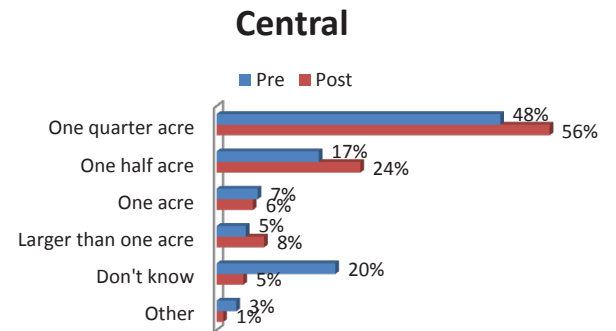 Central
Pre Post
One quarter acre 48% 56%
One half acre 17% 24%
One acre 7% 6%
Larger than one acre 5% 8%
Don't know 20% 5%
Other 3% 1%